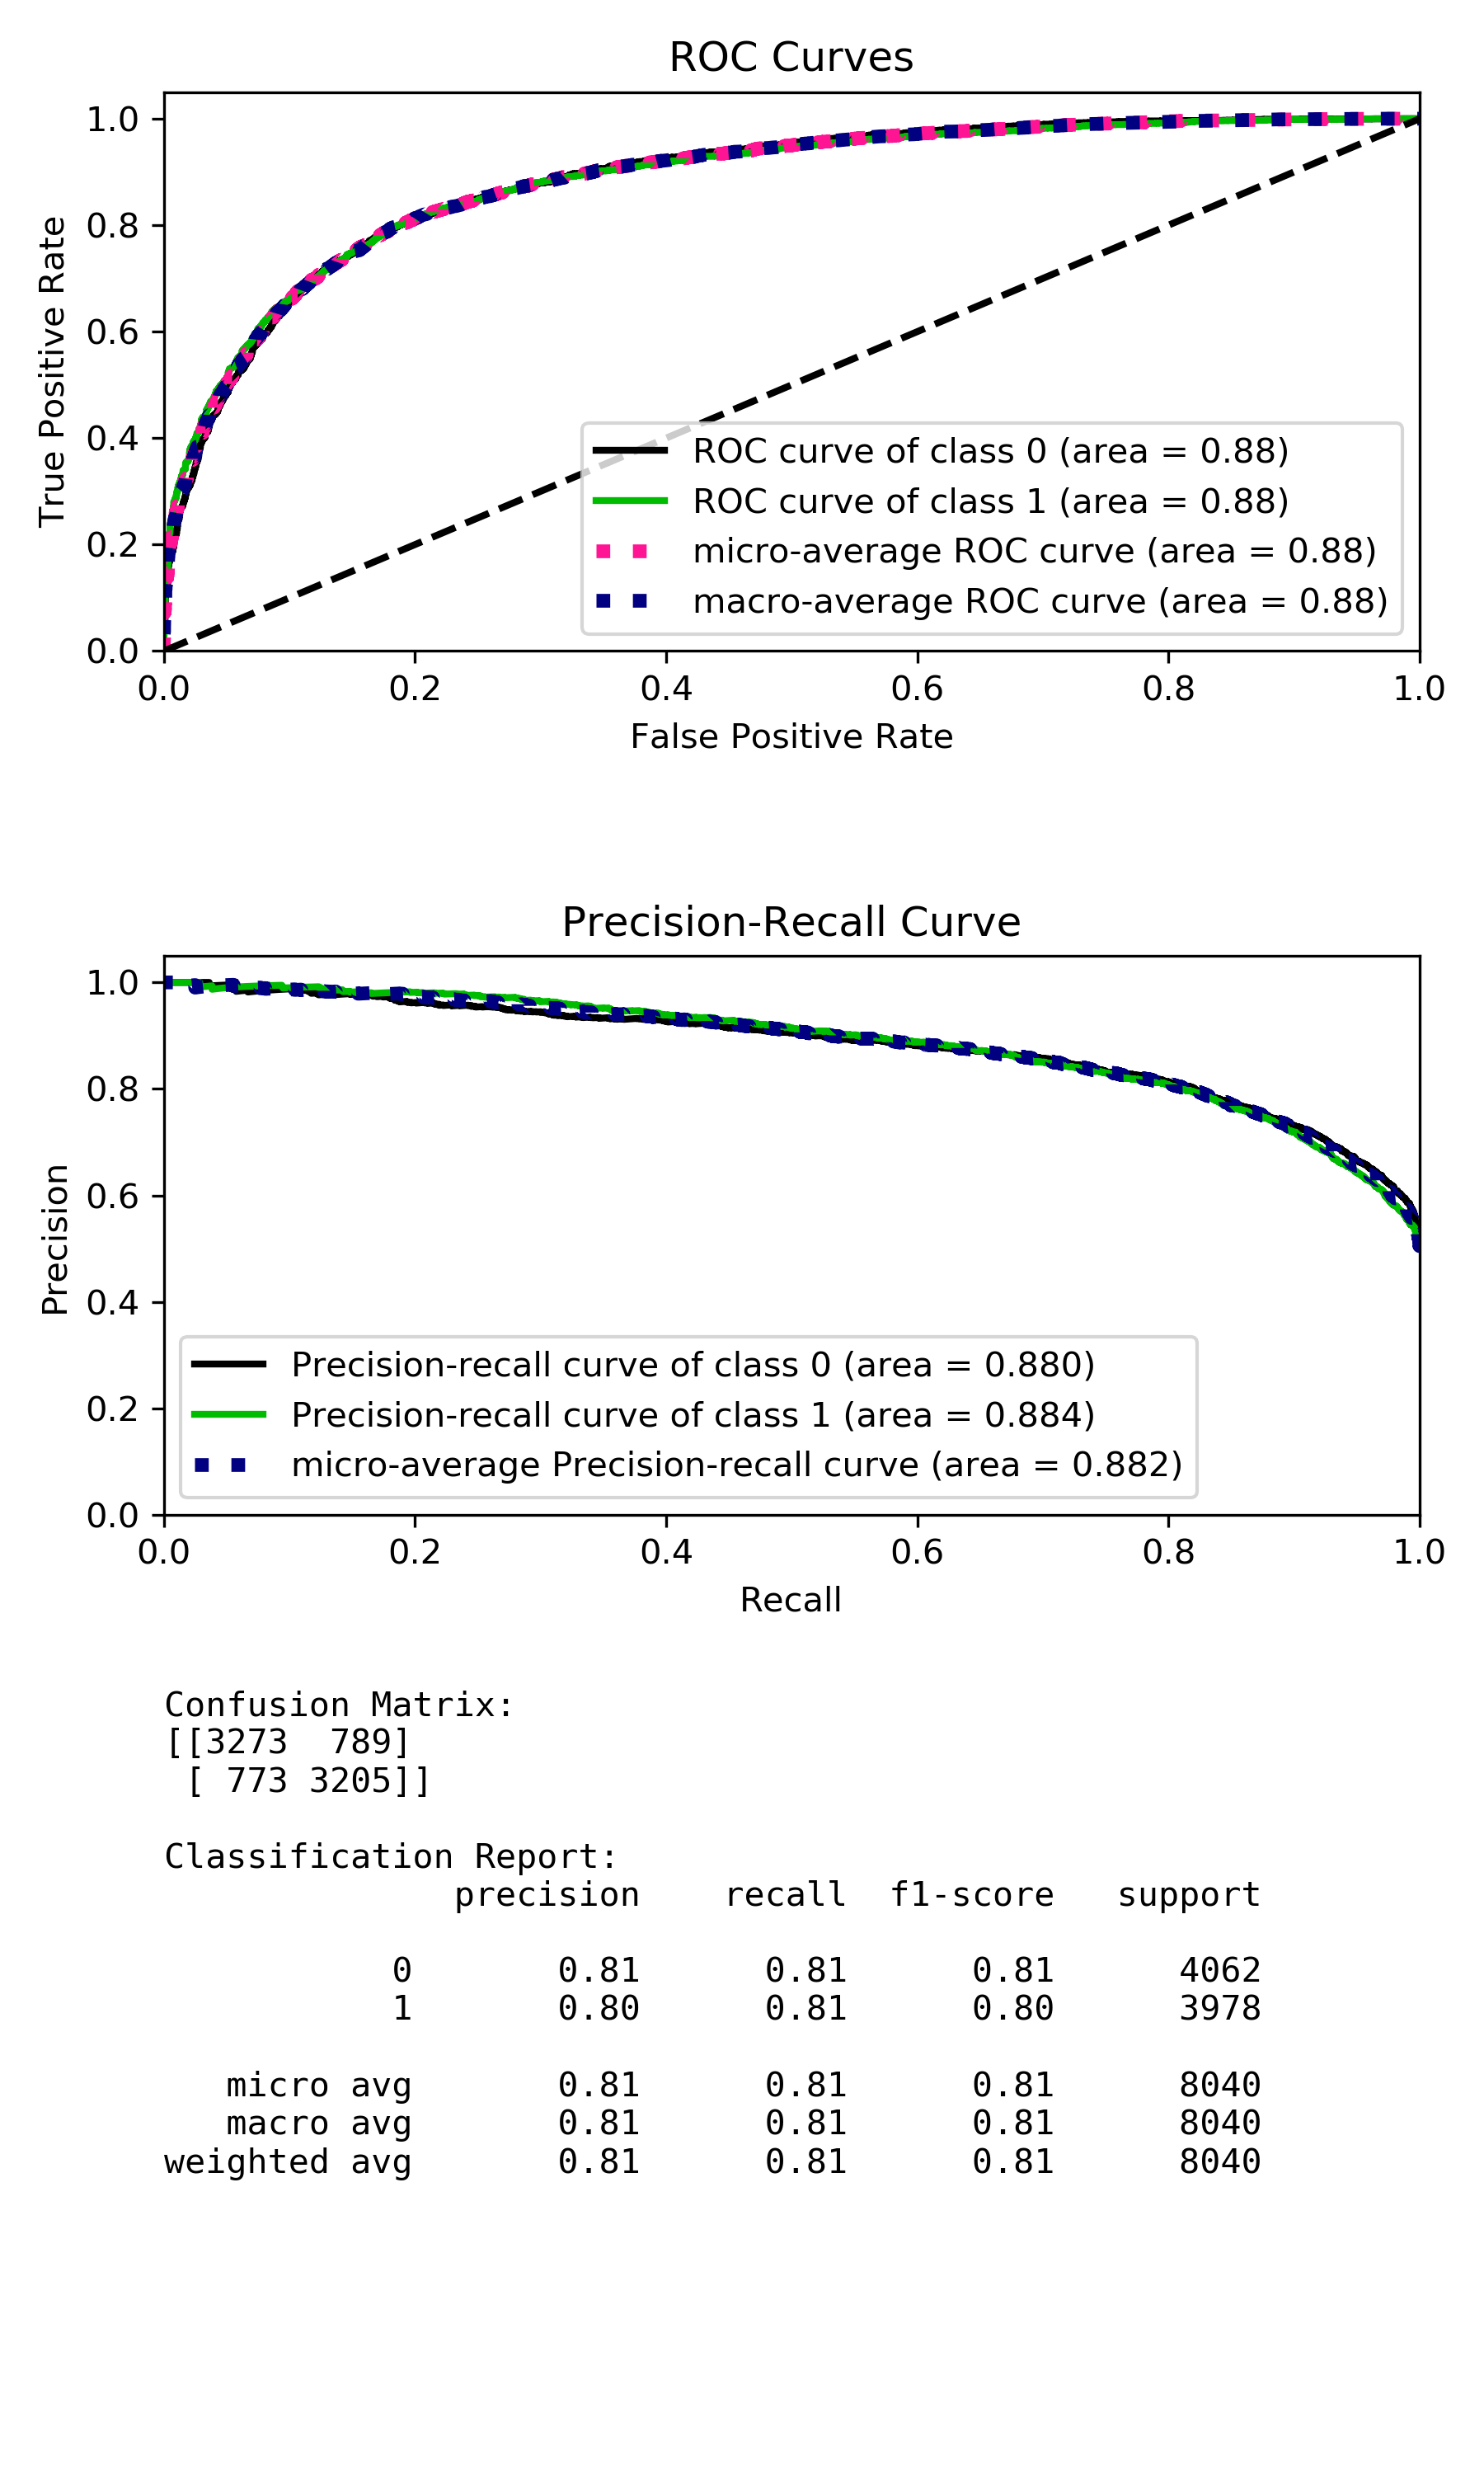 ROC Curves
1.0
0.8
0.6
0.4
0.2
0.0
True Positive Rate
ROC curve of class 0 (area = 0.88)
ROC curve of class 1 (area = 0.88)
micro-average ROC curve (area = 0.88)
macro-average ROC curve (area = 0.88)
0.0 0.2 0.4 0.6 0.8 1.0
False Positive Rate
Precision-Recall Curve
1.0
0.8
0.6
0.4
0.2
0.0
Precision
Precision-recall curve of class 0 (area = 0.880)
Precision-recall curve of class 1 (area = 0.884)
micro-average Precision-recall curve (area = 0.882)
0.0 0.2 0.4 0.6 0.8 1.0
Recall
Confusion Matrix:
[[3273  789]
 [ 773 3205]]
Classification Report:
precision recall f1-score support
0 0.81 0.81 0.81 4062
1 0.80 0.81 0.80 3978
micro avg 0.81 0.81 0.81 8040
macro avg 0.81 0.81 0.81 8040
weighted avg 0.81 0.81 0.81 8040